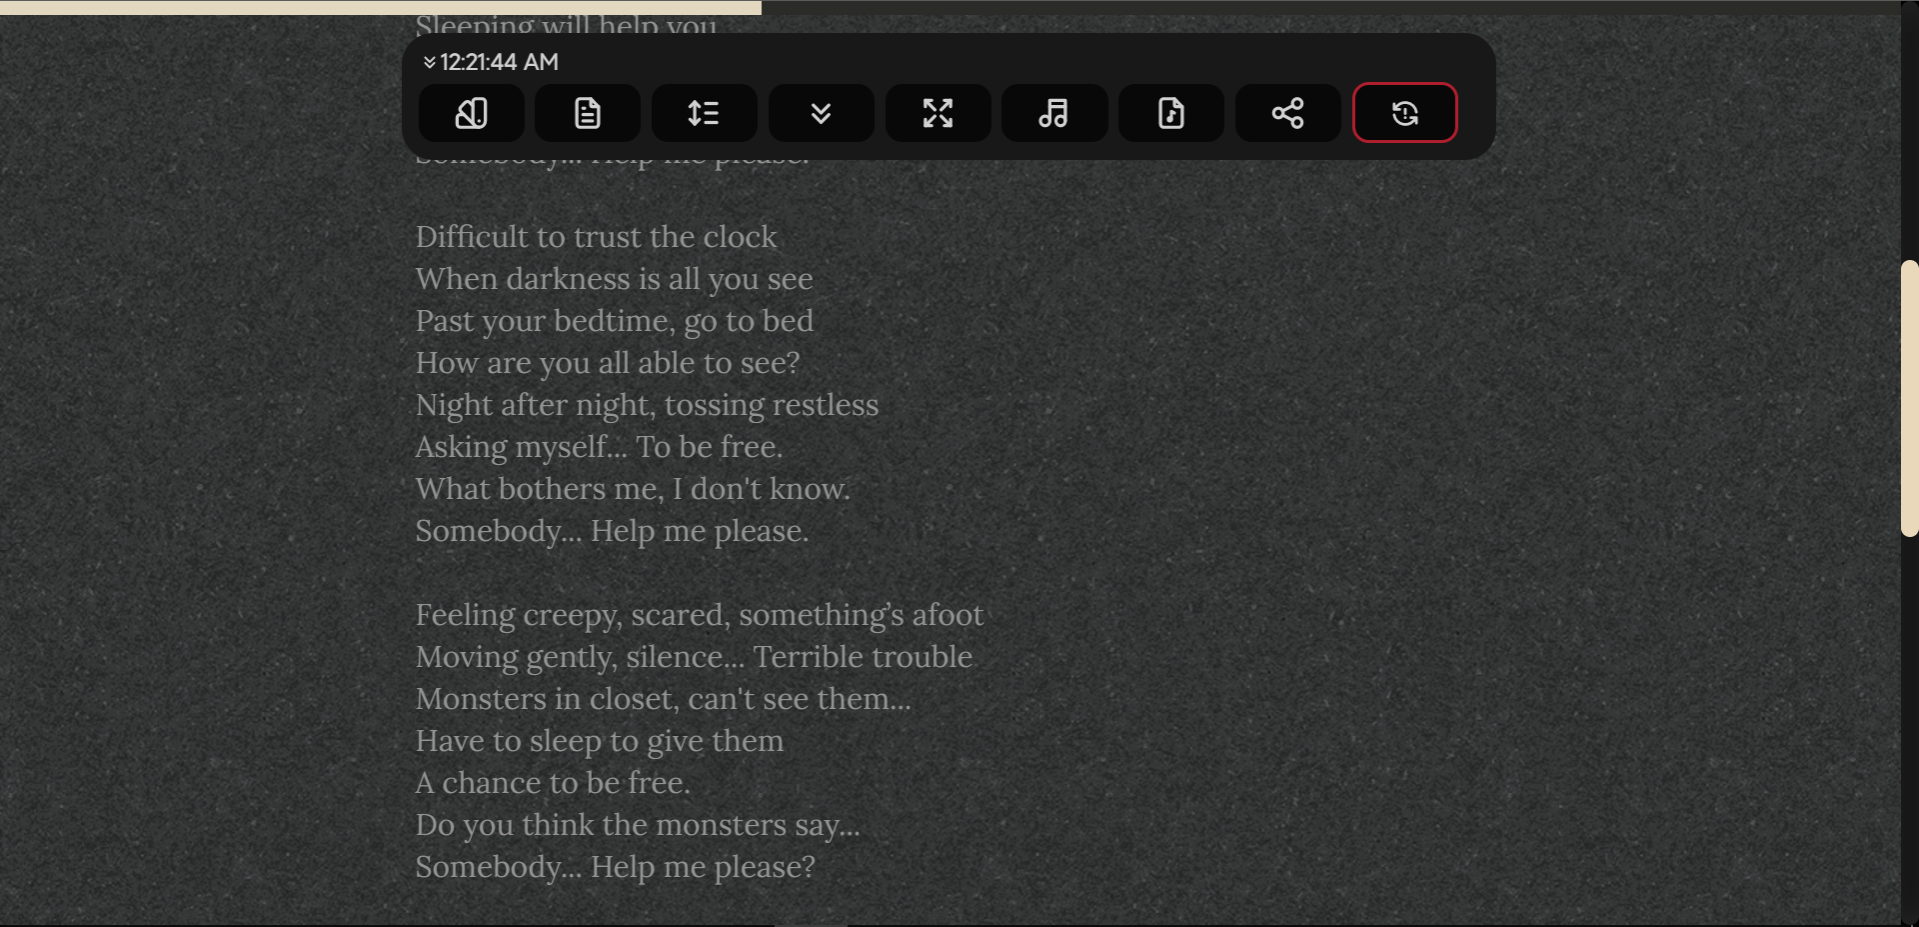 Sleeping will help you
12:21:44 AM
Somebody... Help me please.
Difficult to trust the clock
When darkness is all you see
Past your bedtime, go to bed
How are you all able to see?
Night after night, tossing restless
Asking myself... To be free.
What bothers me, I don't know.
Somebody... Help me please.
Feeling creepy, scared, something’s afoot
Moving gently, silence... Terrible trouble
Monsters in closet, can't see them...
Have to sleep to give them
A chance to be free.
Do you think the monsters say...
Somebody... Help me please?